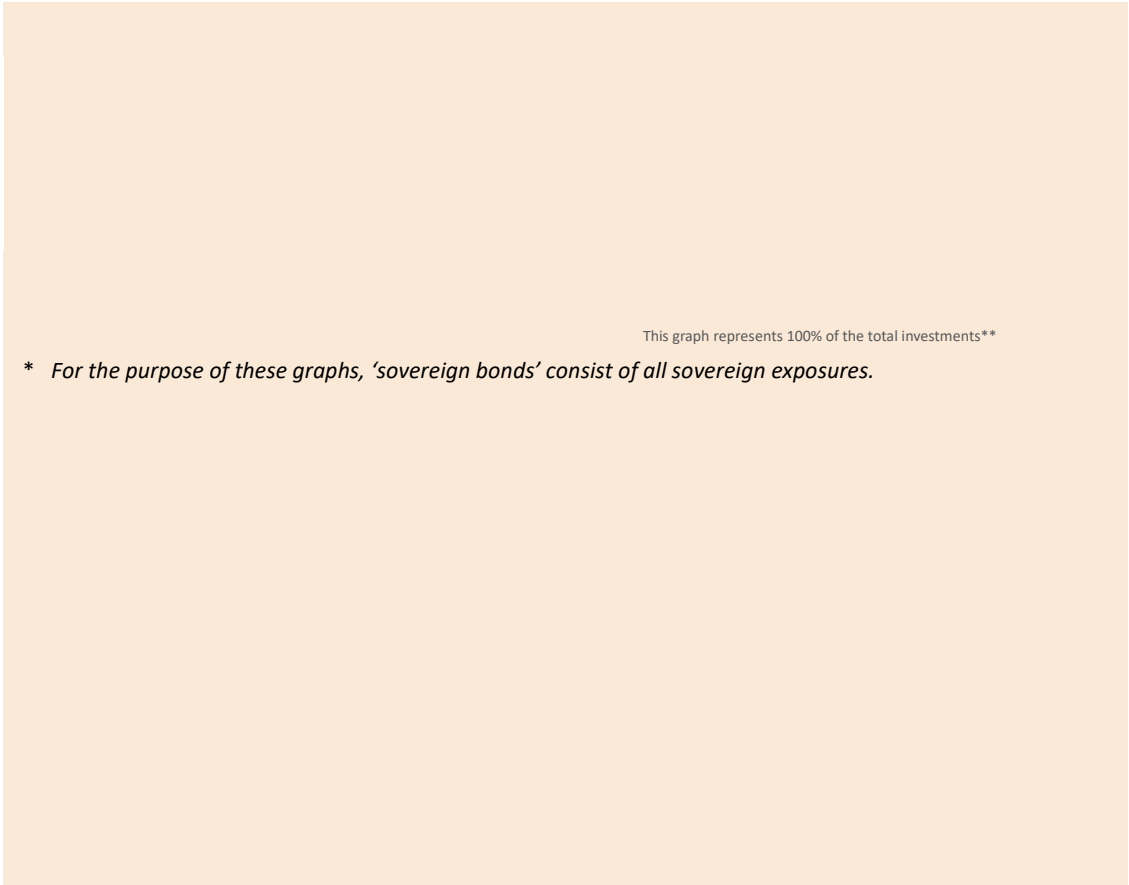 This graph represents 100% of the total investments**
* For the purpose of these graphs, ‘sovereign bonds’ consist of all sovereign exposures.